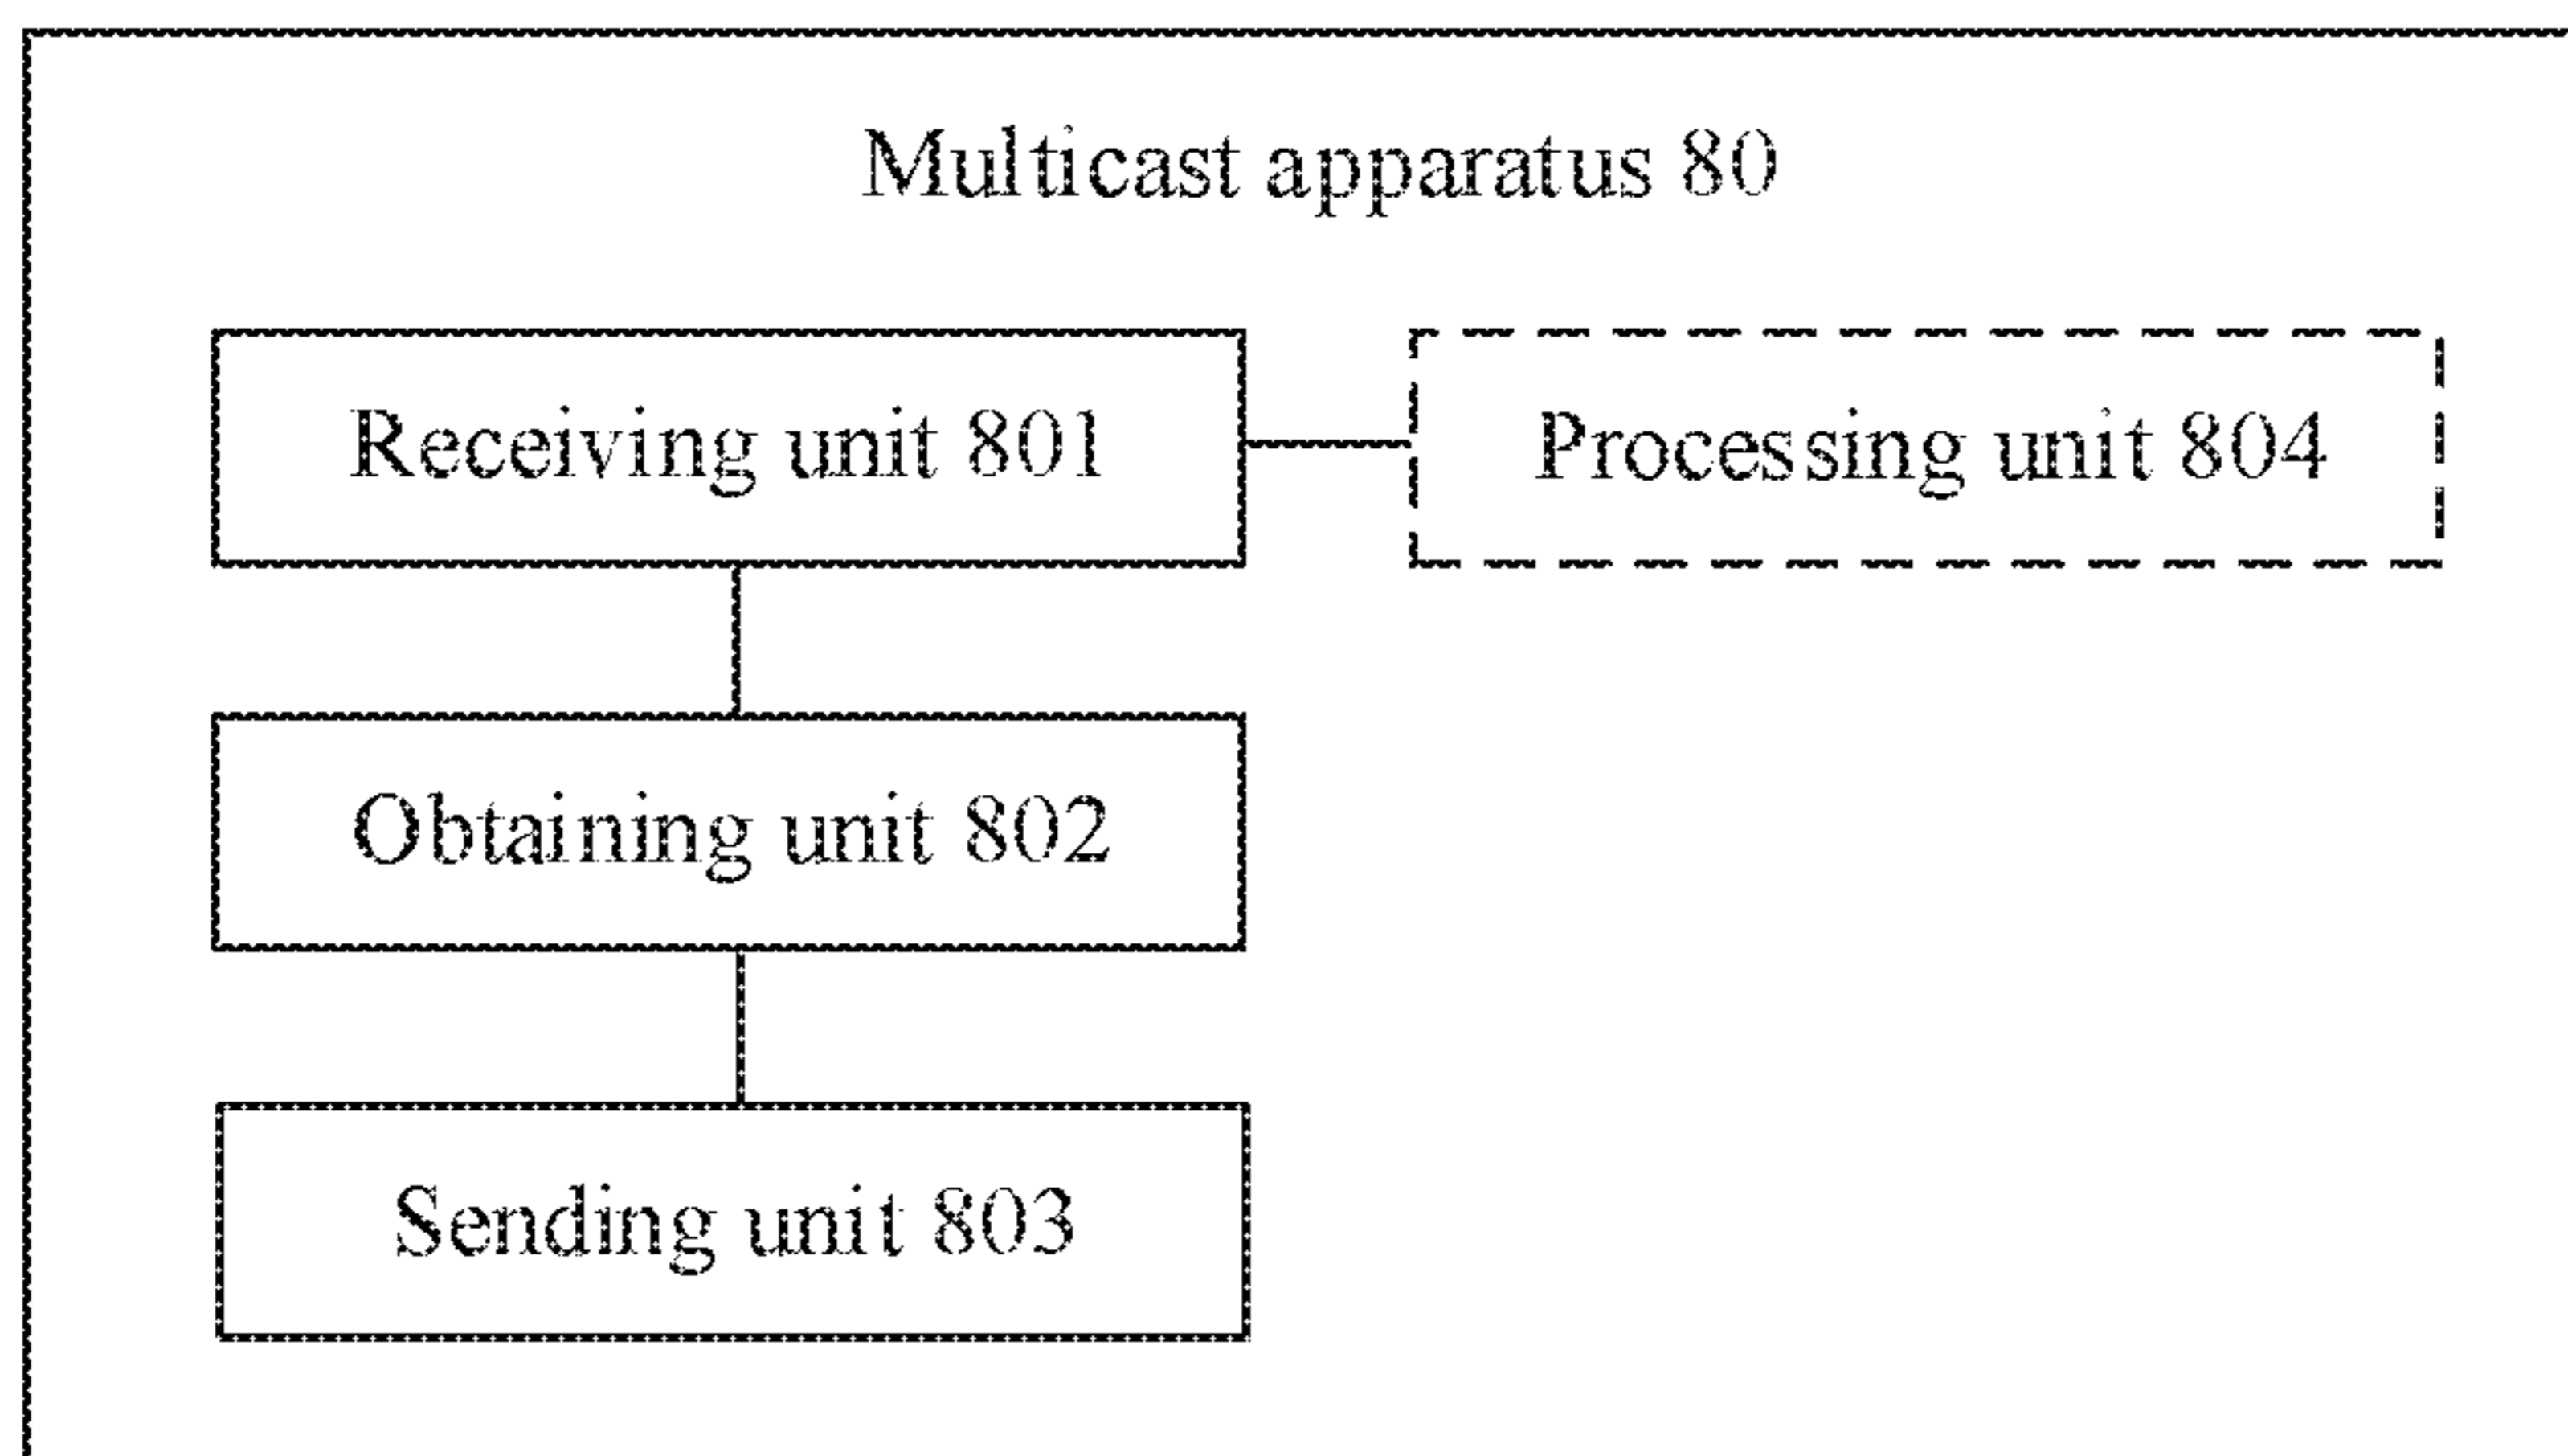 Multicast apparatus 80
Receiving unit 801
Processing unit 804
Obtaining unit 802
Sending unit 803